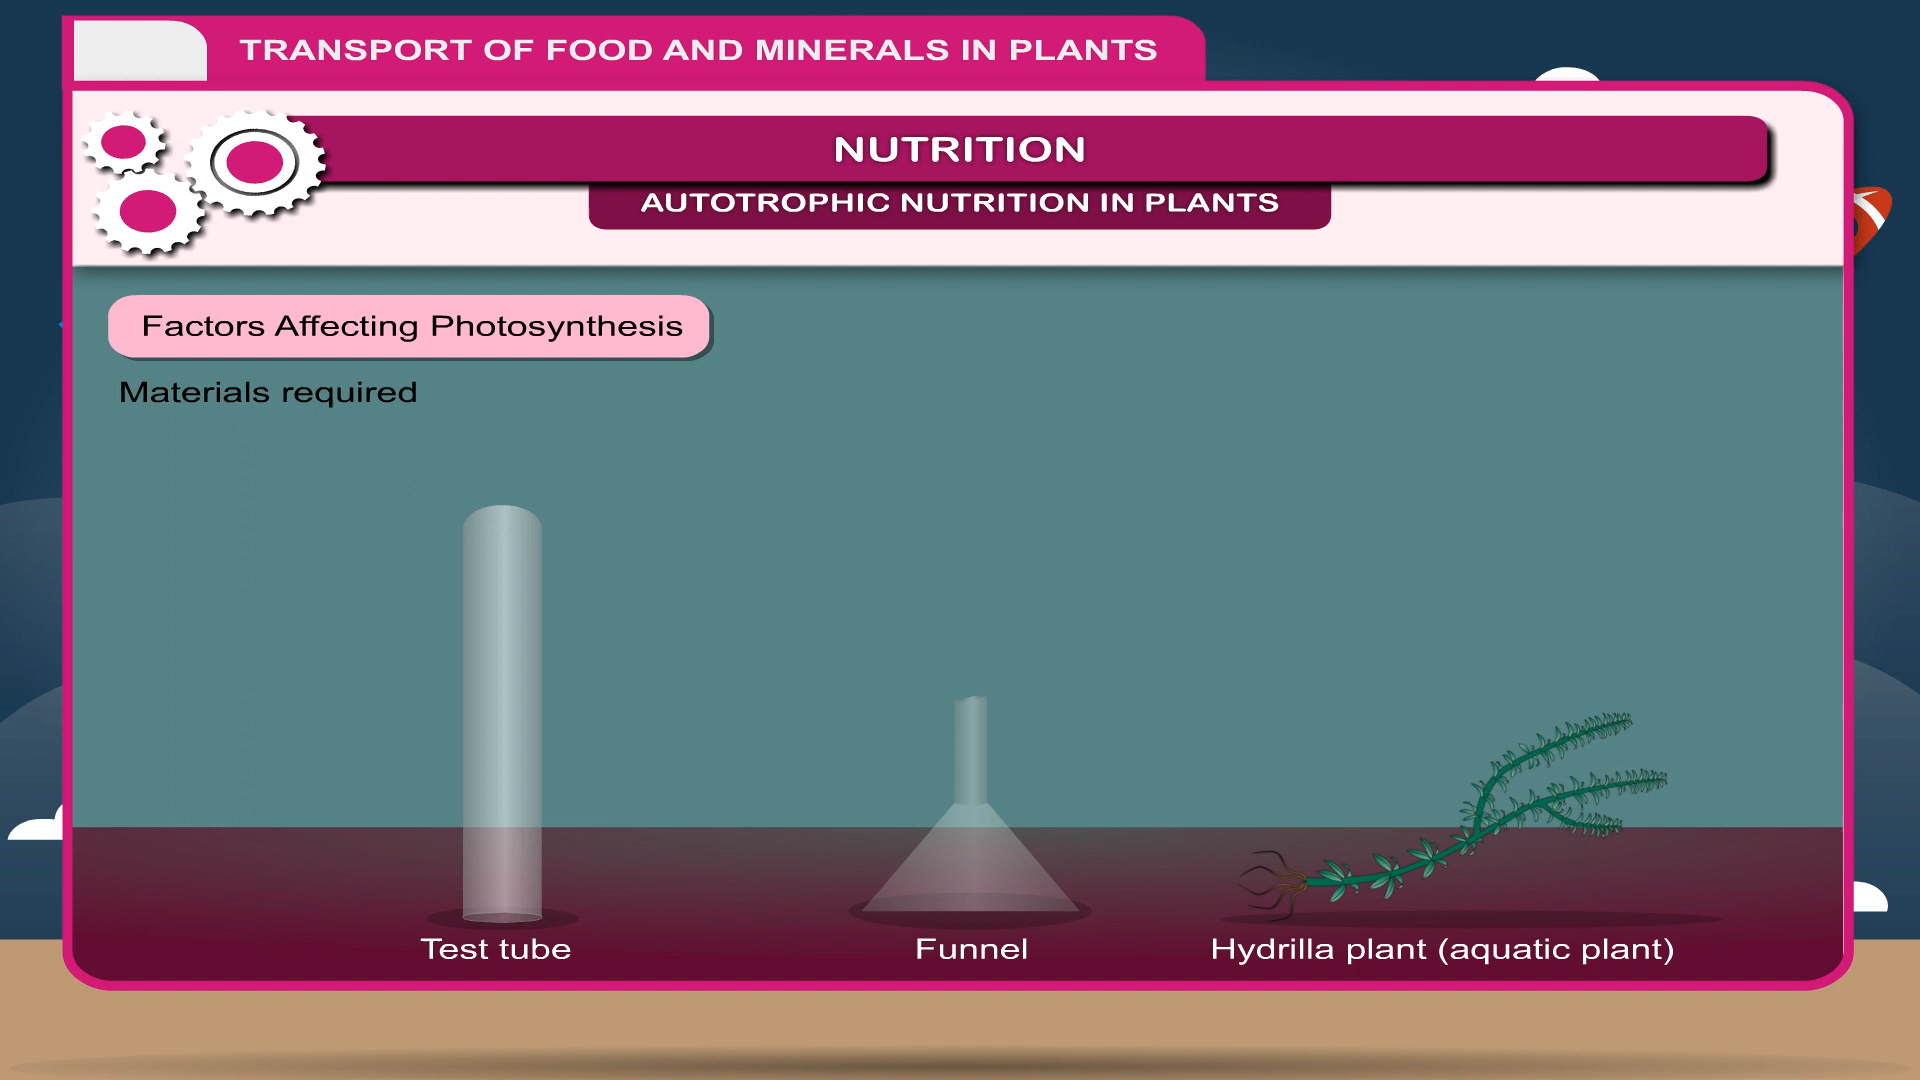 TRANSPORT OF FOOD AND MINERALS IN PLANTS
NUTRITION
AUTOTROPHIC NUTRITION IN PLANTS
Factors Affecting Photosynthesis
Materials required
Test tube
Funnel
Hydrilla plant (aquatic plant)